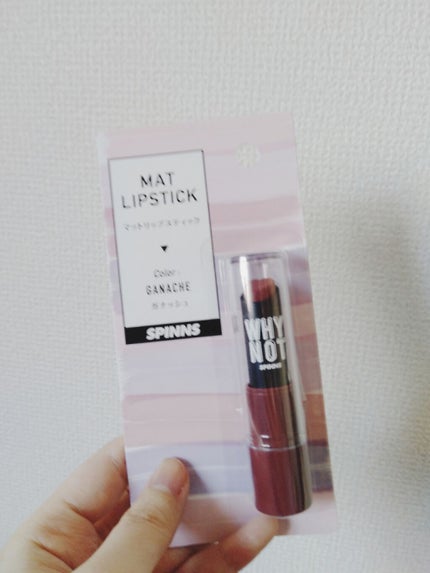 MAT
LIPSTICK
マットリップスティック
Color:
GANACHE
ガナッシュ
SPINNS
WHY
NOT
SPINNS